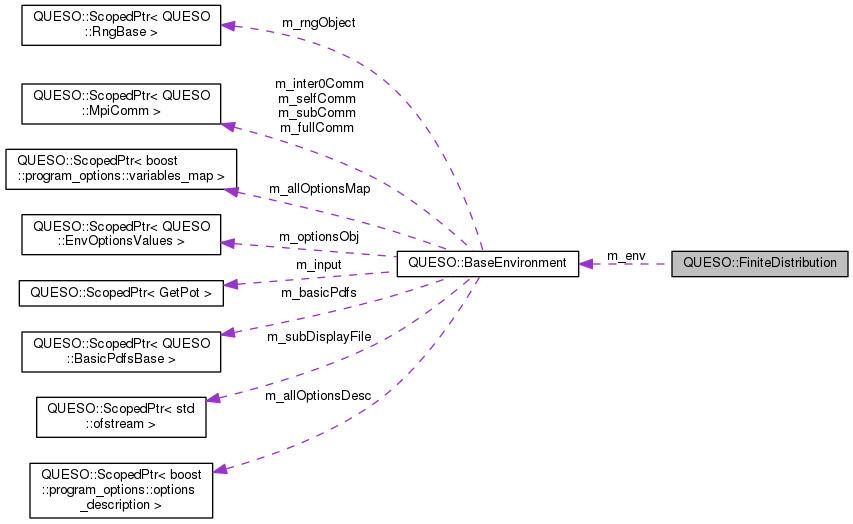 QUESO::ScopedPtr< QUESO
::RngBase >
m_rngObject
QUESO::ScopedPtr< QUESO
::MpiComm >
m_inter0Comm
m_selfComm
m_subComm
m_fullComm
QUESO::ScopedPtr< boost
::program_options::variables_map >
m_allOptionsMap
QUESO::ScopedPtr< QUESO
::EnvOptionsValues >
m_optionsObj
QUESO::BaseEnvironment
m_env
QUESO::FiniteDistribution
QUESO::ScopedPtr< GetPot >
m_input
QUESO::ScopedPtr< QUESO
::BasicPdfsBase >
m_basicPdfs
QUESO::ScopedPtr< std
::ofstream >
m_subDisplayFile
QUESO::ScopedPtr< boost
::program_options::options
_description >
m_allOptionsDesc